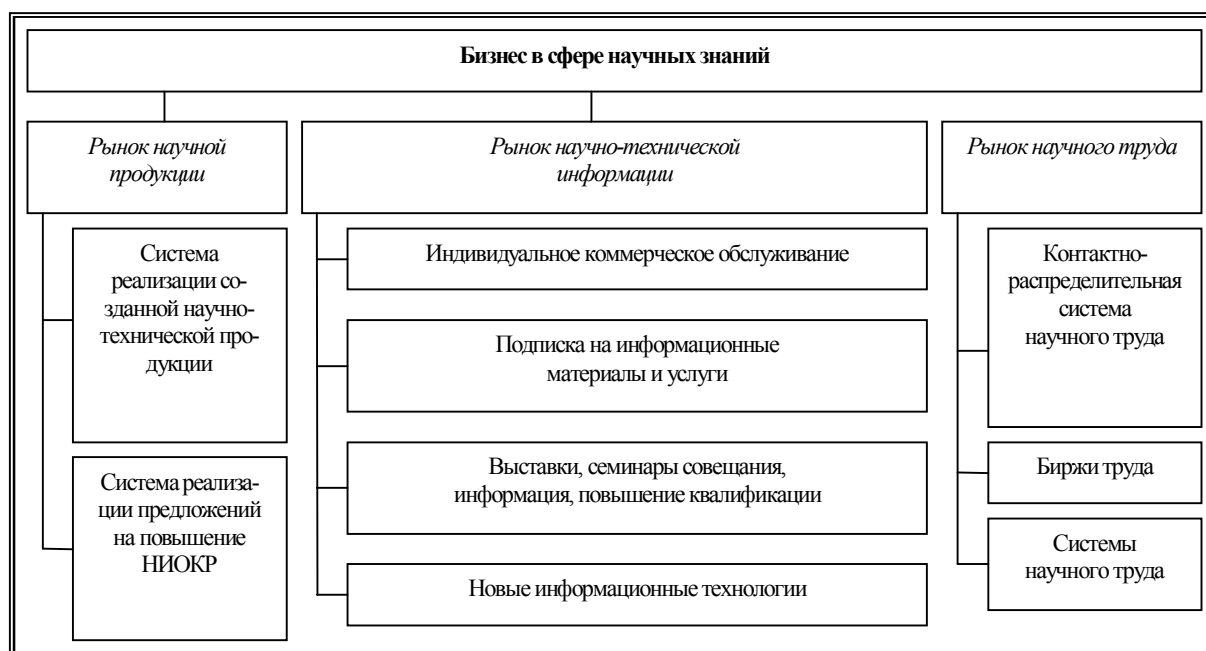 Бизнес в сфере научных знаний
Рынок научной
продукции
Рынок научно-технической
информации
Рынок научного труда
Система
реализации со-
зданной научно-
технической про-
дукции
Система реализа-
ции предложений
на повышение
НИОКР
Индивидуальное коммерческое обслуживание
Подписка на информационные
материалы и услуги
Выставки, семинары совещания,
информация, повышение квалификации
Новые информационные технологии
Контактно-
распределительная
система
научного труда
Биржи труда
Системы
научного труда